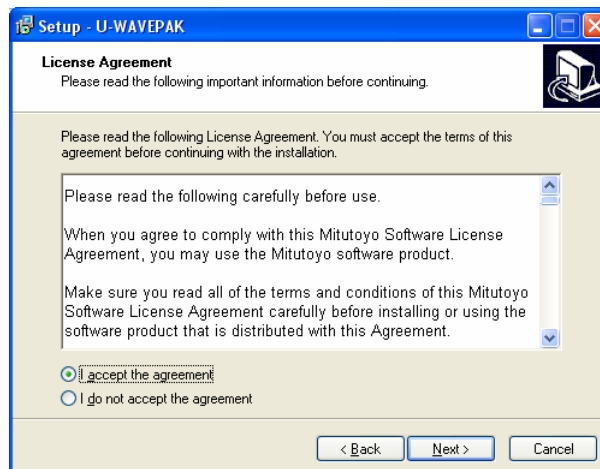 Setup - U-WAVEPAK
License Agreement
Please read the following important information before continuing.
Please read the following License Agreement. You must accept the terms of this
agreement before continuing with the installation.
Please read the following carefully before use.
When you agree to comply with this Mitutoyo Software License
Agreement, you may use the Mitutoyo software product.
Make sure you read all of the terms and conditions of this Mitutoyo
Software License Agreement carefully before installing or using the
software product that is distributed with this Agreement.
I accept the agreement
I do not accept the agreement
< Back
Next >
Cancel